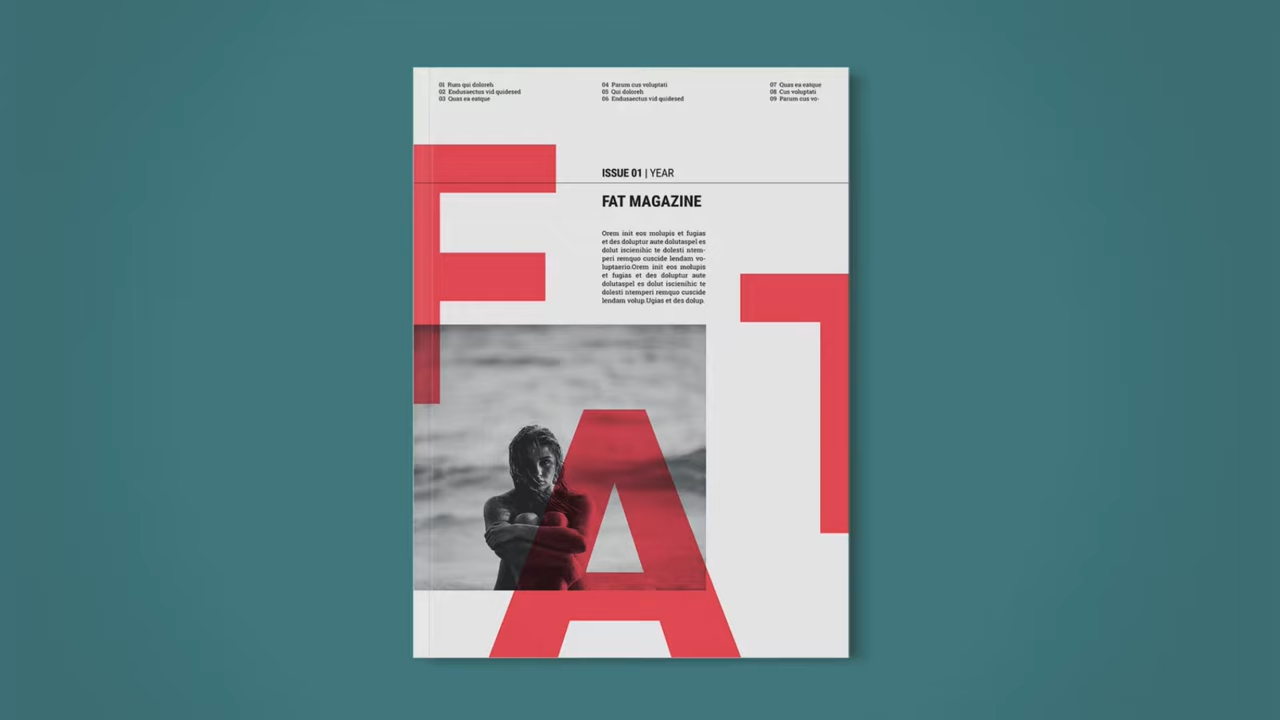 01 Rum qui doloreh
02 Endusaectus vid quidesed
03 Quas ea eatque
04 Parum cus voluptati
05 Qui doloreh
06 Endusaectus vid quidesed
07 Quas ea eatque
08 Cus voluptati
09 Parum cus vo-
ISSUE 01 | YEAR
FAT MAGAZINE
Orem init eos molupis et fugias
et des doluptur aute dolutaspel es
dolut iscienihic te dolesti ntem-
peri remquo cuscide lendam vo-
luptaerio.Orem init eos molupis
et fugias et des doluptur aute
dolutaspel es dolut iscienihic te
dolesti ntemperi remquo cuscide
lendam volup.Ugias et des dolup.
F
A
T